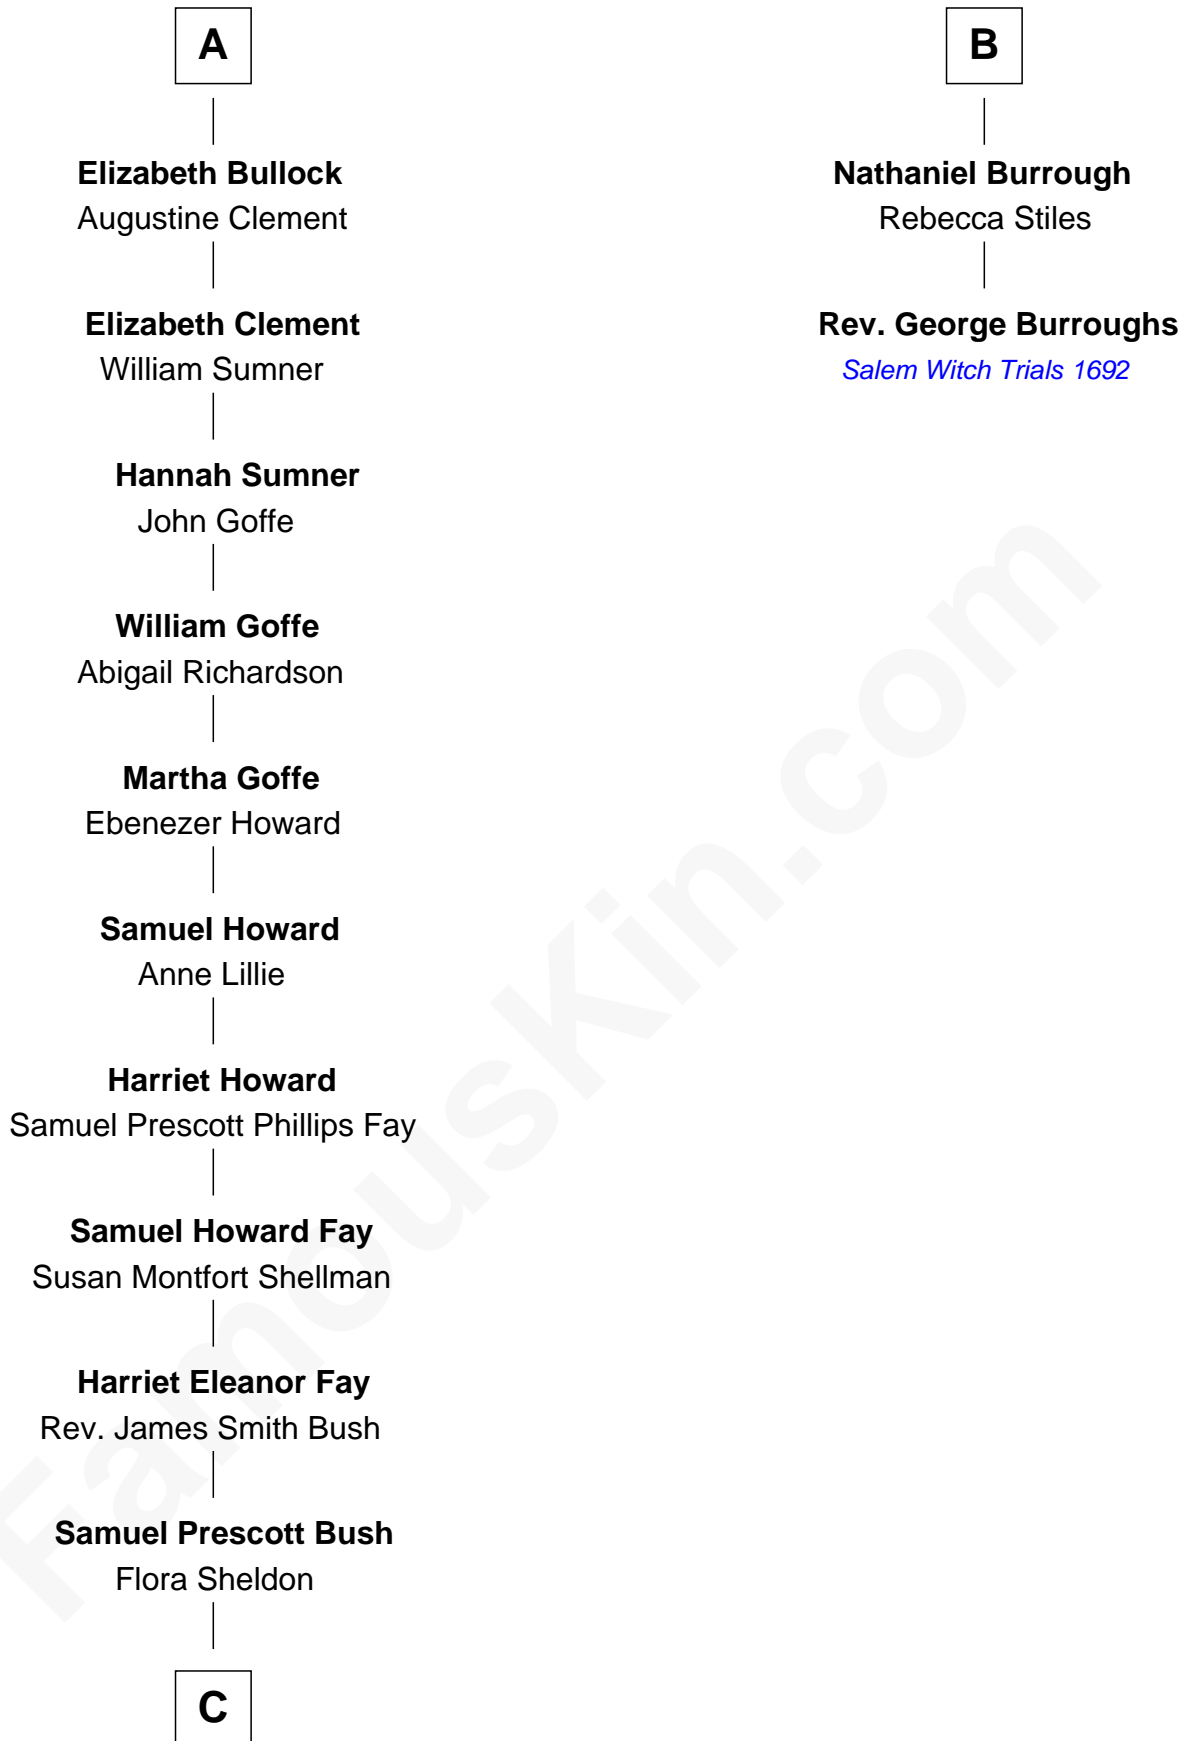 A
Elizabeth Bullock
Augustine Clement
Elizabeth Clement
William Sumner
Hannah Sumner
John Goffe
William Goffe
Abigail Richardson
Martha Goffe
Ebenezer Howard
Samuel Howard
Anne Lillie
Harriet Howard
Samuel Prescott Phillips Fay
Samuel Howard Fay
Susan Montfort Shellman
Harriet Eleanor Fay
Rev. James Smith Bush
Samuel Prescott Bush
Flora Sheldon
C
B
Nathaniel Burrough
Rebecca Stiles
Rev. George Burroughs
Salem Witch Trials 1692
FamousKin.com